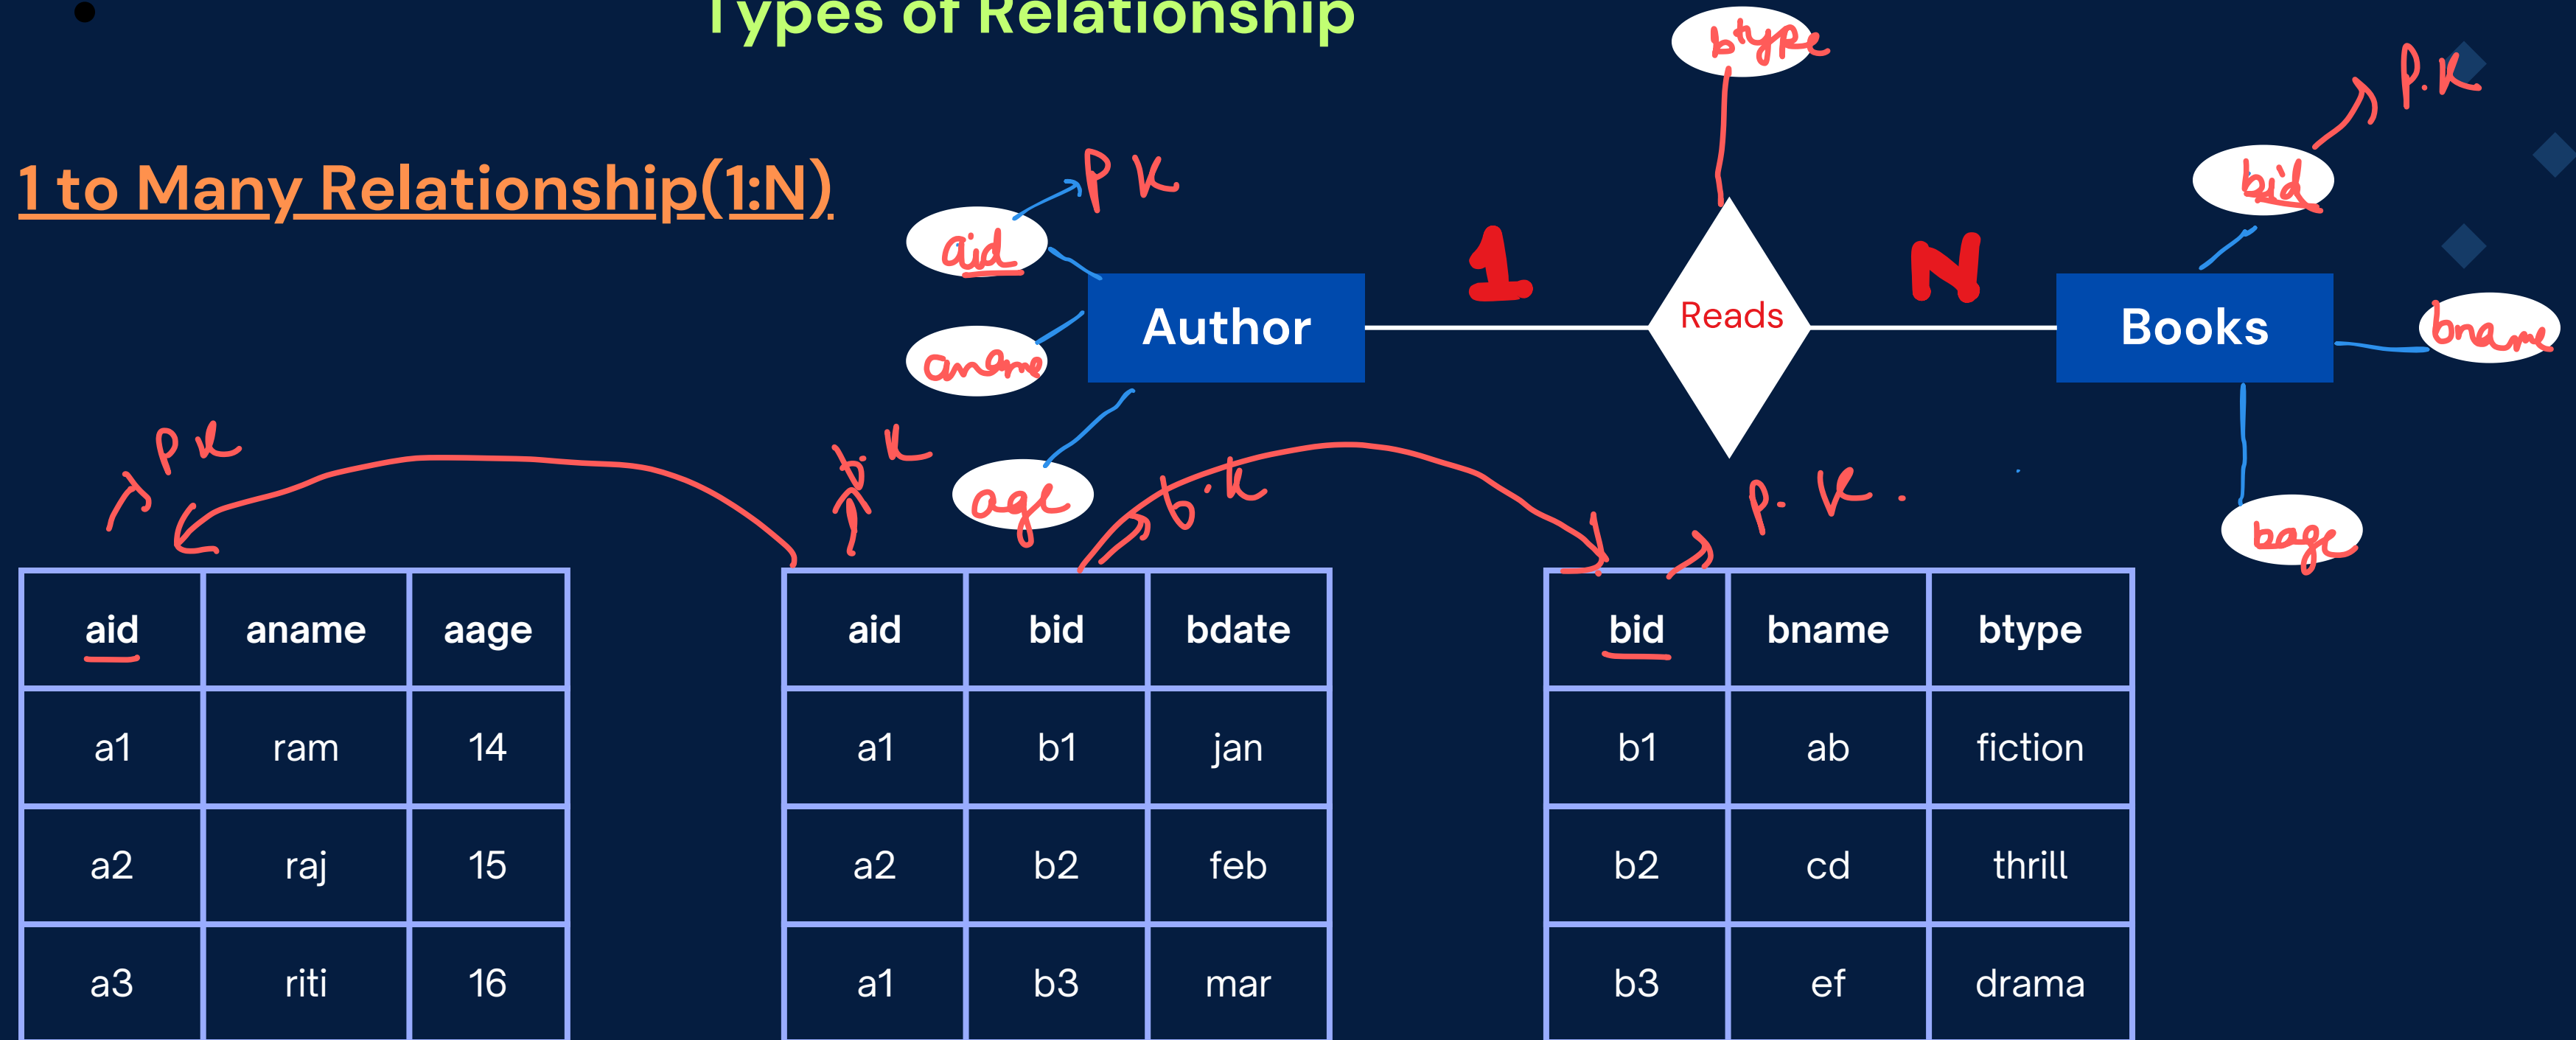 Types of Relationship
1 to Many Relationship(1:N)
btype
P.K
PK
bid
aid
1
N
Author
Reads
Books
bname
aname
age
bage
PK
K
P.K.
aid aname aage
a1 ram 14
a2 raj 15
a3 riti 16
aid bid bdate
a1 b1 jan
a2 b2 feb
a1 b3 mar
bid bname btype
b1 ab fiction
b2 cd thrill
b3 ef drama